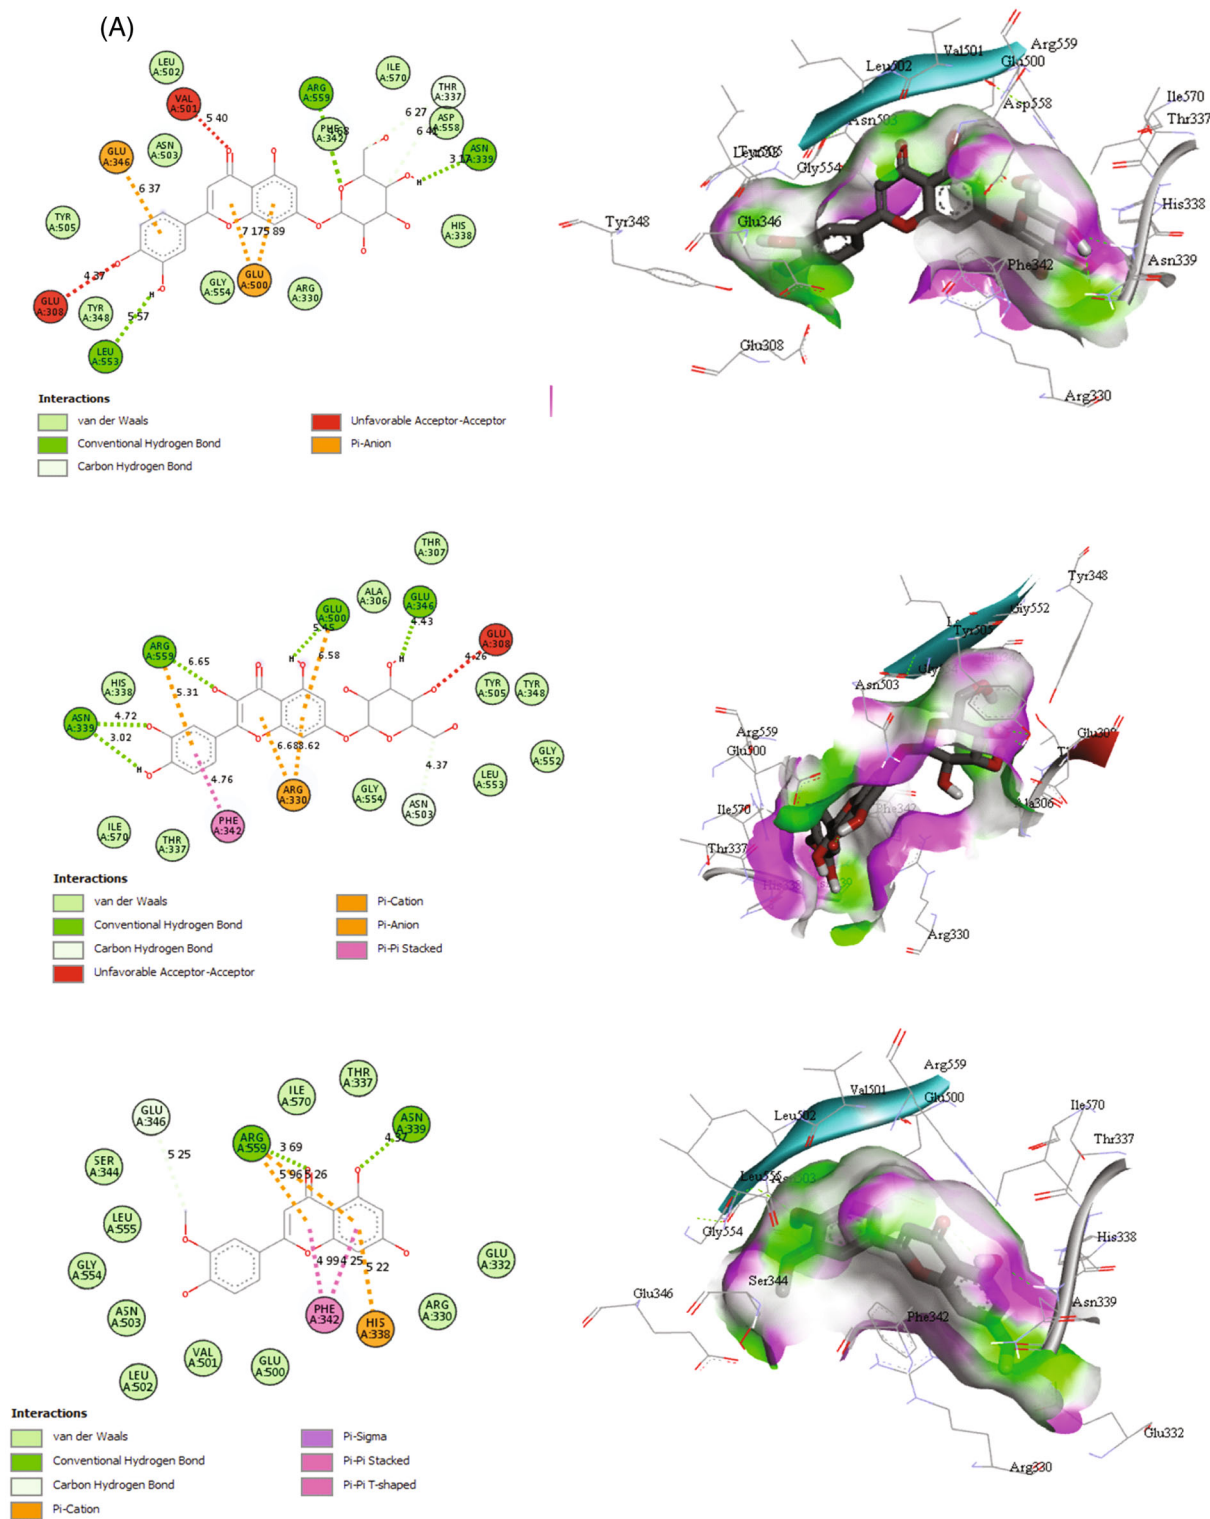 (A)
LEU
A:502
VAL
A:501
5 40
GLU
A:346
ASN
A:503
6 37
TYR
A:505
4 37
GLU
A:308
TYR
A:348
5 57
LEU
A:553
GLY
A:554
GLU
A:500
ARG
A:330
ARG
A:559
PHE
A:342
ILE
A:570
THR
A:337
6 27
ASP
A:558
ASN
A:339
HIS
A:338
Interactions
van der Waals
Conventional Hydrogen Bond
Carbon Hydrogen Bond
Unfavorable Acceptor-Acceptor
Pi-Anion
Val501
Arg559
Leu502
Glu500
Asp558
Ile570
Thr337
Asn503
Gly554
Tyr348
Glu346
His338
Phe342
Asn339
Glu308
Arg330
THR
A:307
ALA
A:306
GLU
A:500
5.45
6.58
GLU
A:346
4.43
GLU
A:308
4.26
ARG
A:559
6.65
5.31
HIS
A:338
ASN
A:339
4.72
3.02
H
4.76
PHE
A:342
ILE
A:570
THR
A:337
ARG
A:330
GLY
A:554
ASN
A:503
4.37
LEU
A:553
GLY
A:552
TYR
A:505
TYR
A:348
Interactions
van der Waals
Conventional Hydrogen Bond
Carbon Hydrogen Bond
Unfavorable Acceptor-Acceptor
Pi-Cation
Pi-Anion
Pi-Pi Stacked
Tyr348
Gly552
Tyr505
Asn503
Arg559
Ile570
Thr337
Phe342
Ala306
Arg330
GLU
A:346
5 25
SER
A:344
LEU
A:555
GLY
A:554
ASN
A:503
LEU
A:502
VAL
A:501
GLU
A:500
ARG
A:559
3 69
ILE
A:570
THR
A:337
ASN
A:339
5 22
PHE
A:342
HIS
A:338
GLU
A:332
ARG
A:330
Interactions
van der Waals
Conventional Hydrogen Bond
Carbon Hydrogen Bond
Pi-Cation
Pi-Sigma
Pi-Pi Stacked
Pi-Pi T-shaped
Arg559
Val501
Glu500
Leu502
Ile570
Thr337
Leu555
Gly554
His338
Ser344
Glu346
Asn339
Phe342
Glu332
Arg330